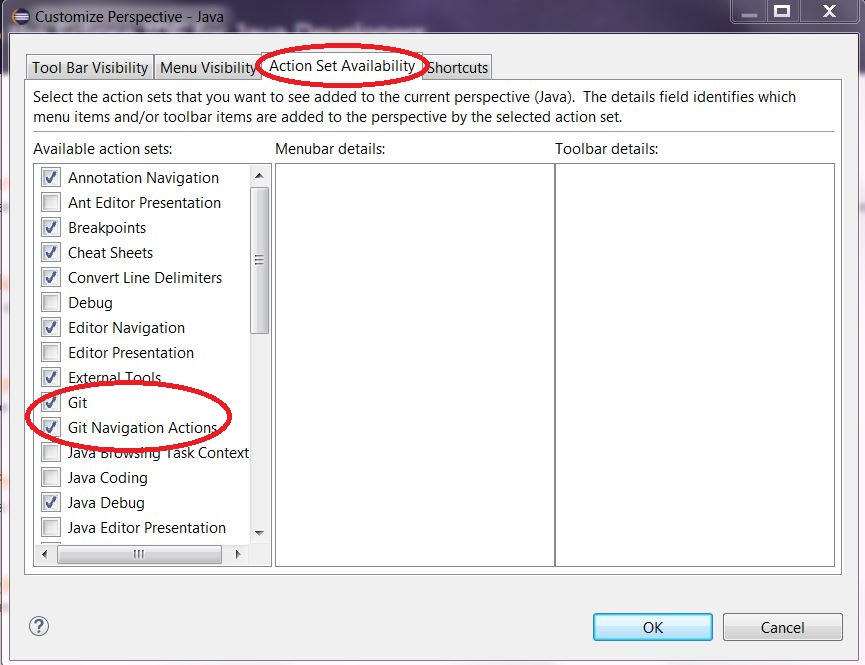 Customize Perspective - Java
Tool Bar Visibility
Menu Visibility
Action Set Availability
Shortcuts
Select the action sets that you want to see added to the current perspective (Java). The details field identifies which
menu items and/or toolbar items are added to the perspective by the selected action set.
Available action sets:
Menubar details:
Toolbar details:
Annotation Navigation
Ant Editor Presentation
Breakpoints
Cheat Sheets
Convert Line Delimiters
Debug
Editor Navigation
Editor Presentation
External Tools
Git
Git Navigation Actions
Java Browsing Task Context
Java Coding
Java Debug
Java Editor Presentation
OK
Cancel